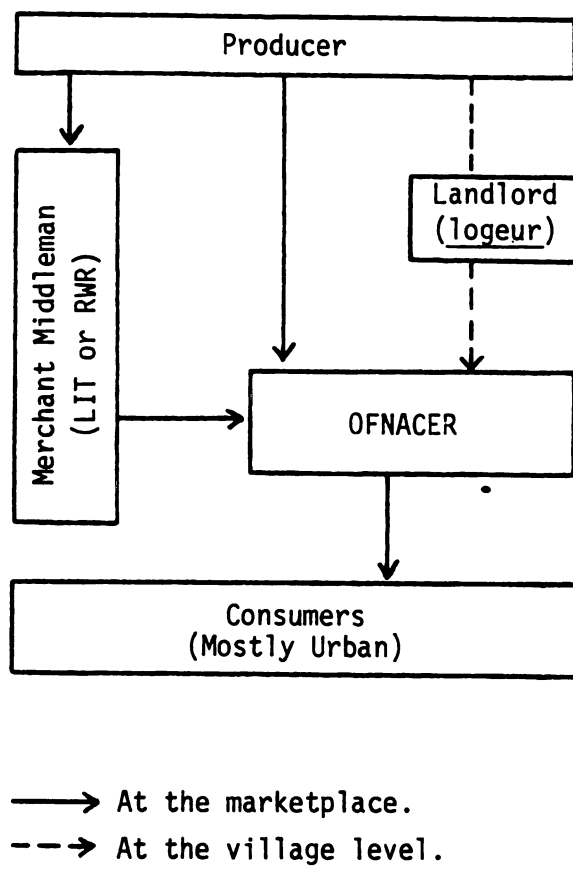 Producer
Landlord
(logeur)
Merchant Middleman
(LIT or RWR)
OFNACER
Consumers
(Mostly Urban)
At the marketplace.
At the village level.